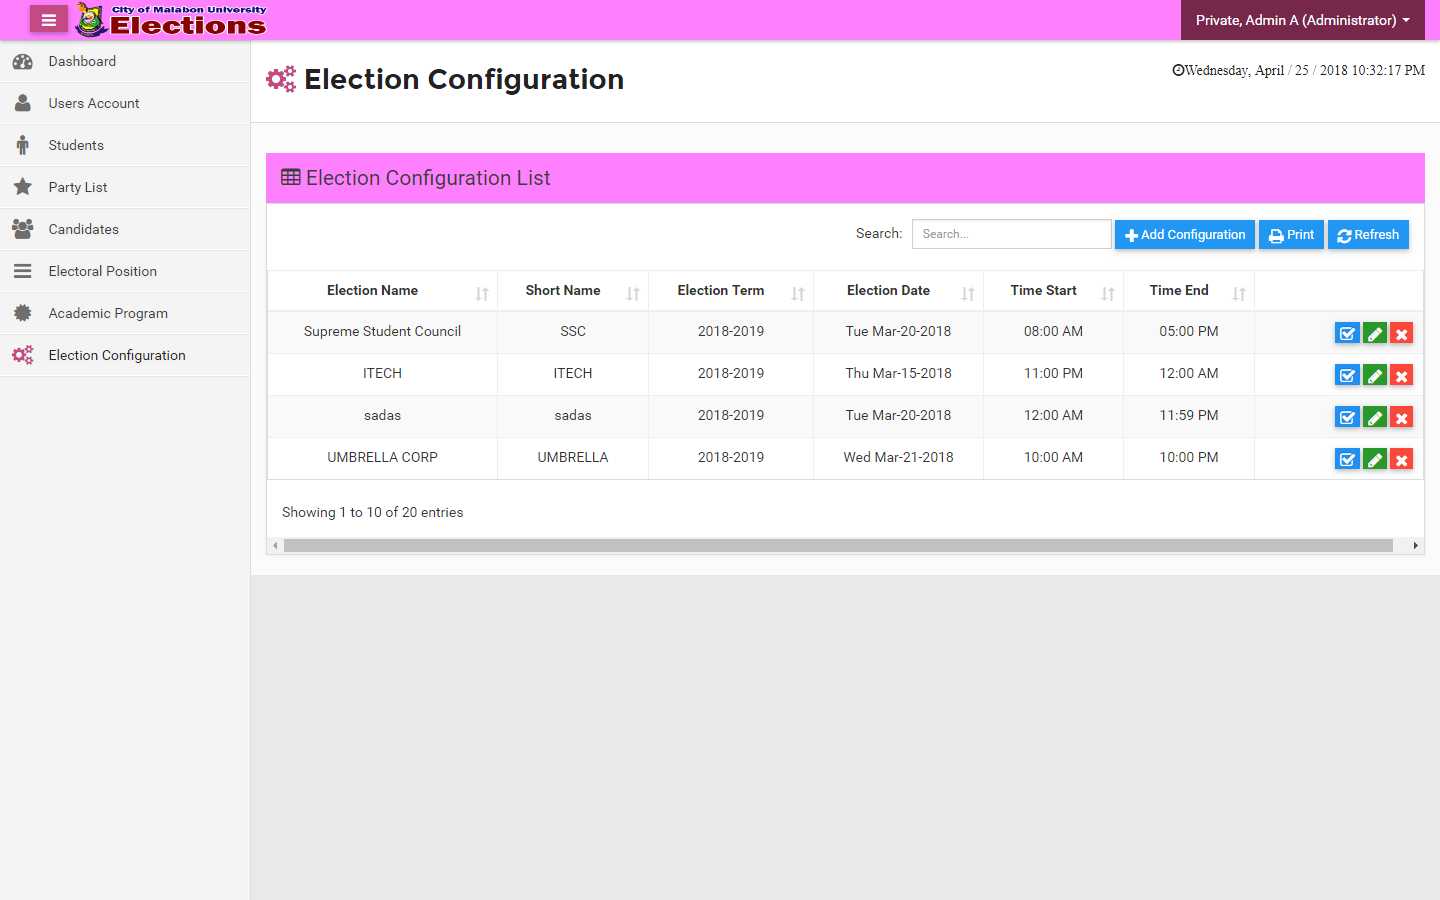 City of Malabon University
Elections
Private, Admin A (Administrator)
Dashboard
Users Account
Students
Party List
Candidates
Electoral Position
Academic Program
Election Configuration
Election Configuration
Wednesday, April / 25 / 2018 10:32:17 PM
Election Configuration List
Search: Search... Add Configuration Print Refresh
Election Name Short Name Election Term Election Date Time Start Time End
Supreme Student Council SSC 2018-2019 Tue Mar-20-2018 08:00 AM 05:00 PM
ITECH ITECH 2018-2019 Thu Mar-15-2018 11:00 PM 12:00 AM
sadas sadas 2018-2019 Tue Mar-20-2018 12:00 AM 11:59 PM
UMBRELLA CORP UMBRELLA 2018-2019 Wed Mar-21-2018 10:00 AM 10:00 PM
Showing 1 to 10 of 20 entries